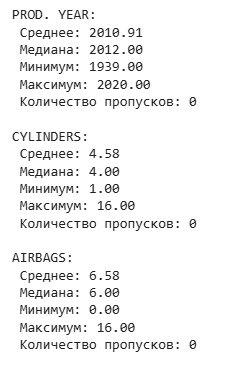 PROD. YEAR:
Среднее: 2010.91
Медиана: 2012.00
Минимум: 1939.00
Максимум: 2020.00
Количество пропусков: 0
CYLINDERS:
Среднее: 4.58
Медиана: 4.00
Минимум: 1.00
Максимум: 16.00
Количество пропусков: 0
AIRBAGS:
Среднее: 6.58
Медиана: 6.00
Минимум: 0.00
Максимум: 16.00
Количество пропусков: 0